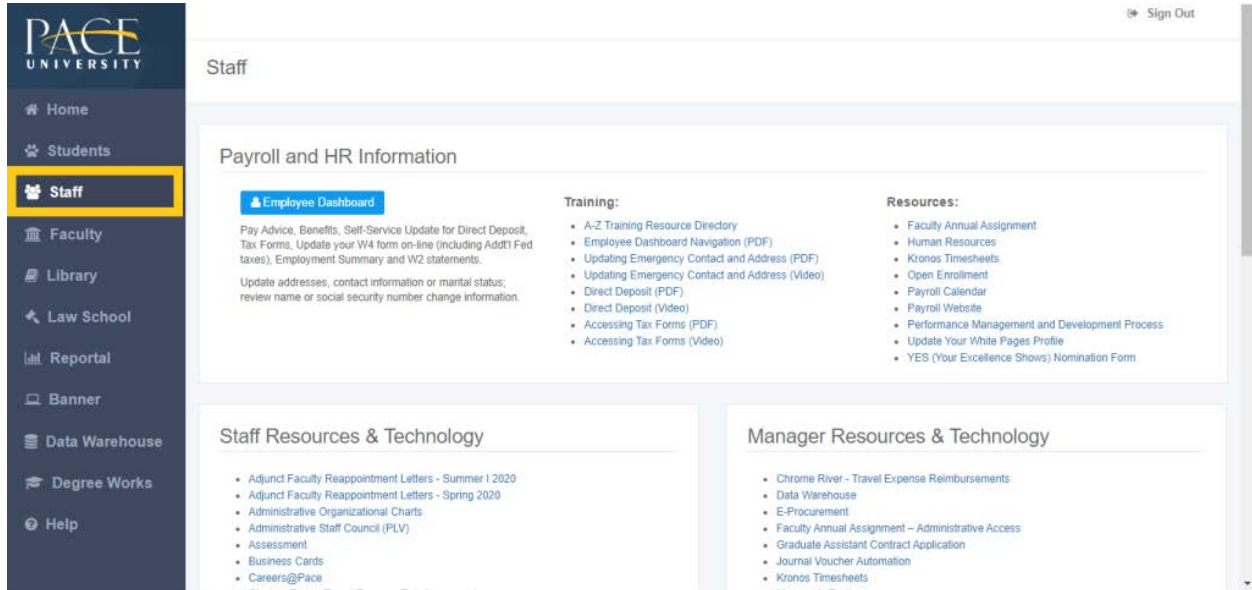 PACE
UNIVERSITY
Home
Students
Staff
Faculty
Library
Law School
Reportal
Banner
Data Warehouse
Degree Works
Help
Sign Out
Staff
Payroll and HR Information
Employee Dashboard
Pay Advice, Benefits, Self-Service Update for Direct Deposit,
Tax Forms, Update your W4 form on-line (including Addt'l Fed
taxes), Employment Summary and W2 statements.
Update addresses, contact information or marital status;
review name or social security number change information.
Training:
A-Z Training Resource Directory
Employee Dashboard Navigation (PDF)
Updating Emergency Contact and Address (PDF)
Updating Emergency Contact and Address (Video)
Direct Deposit (PDF)
Direct Deposit (Video)
Accessing Tax Forms (PDF)
Accessing Tax Forms (Video)
Resources:
Faculty Annual Assignment
Human Resources
Kronos Timesheets
Open Enrollment
Payroll Calendar
Payroll Website
Performance Management and Development Process
Update Your White Pages Profile
YES (Your Excellence Shows) Nomination Form
Staff Resources & Technology
Adjunct Faculty Reappointment Letters - Summer I 2020
Adjunct Faculty Reappointment Letters - Spring 2020
Administrative Organizational Charts
Administrative Staff Council (PLV)
Assessment
Business Cards
Careers@Pace
Manager Resources & Technology
Chrome River - Travel Expense Reimbursements
Data Warehouse
E-Procurement
Faculty Annual Assignment – Administrative Access
Graduate Assistant Contract Application
Journal Voucher Automation
Kronos Timesheets